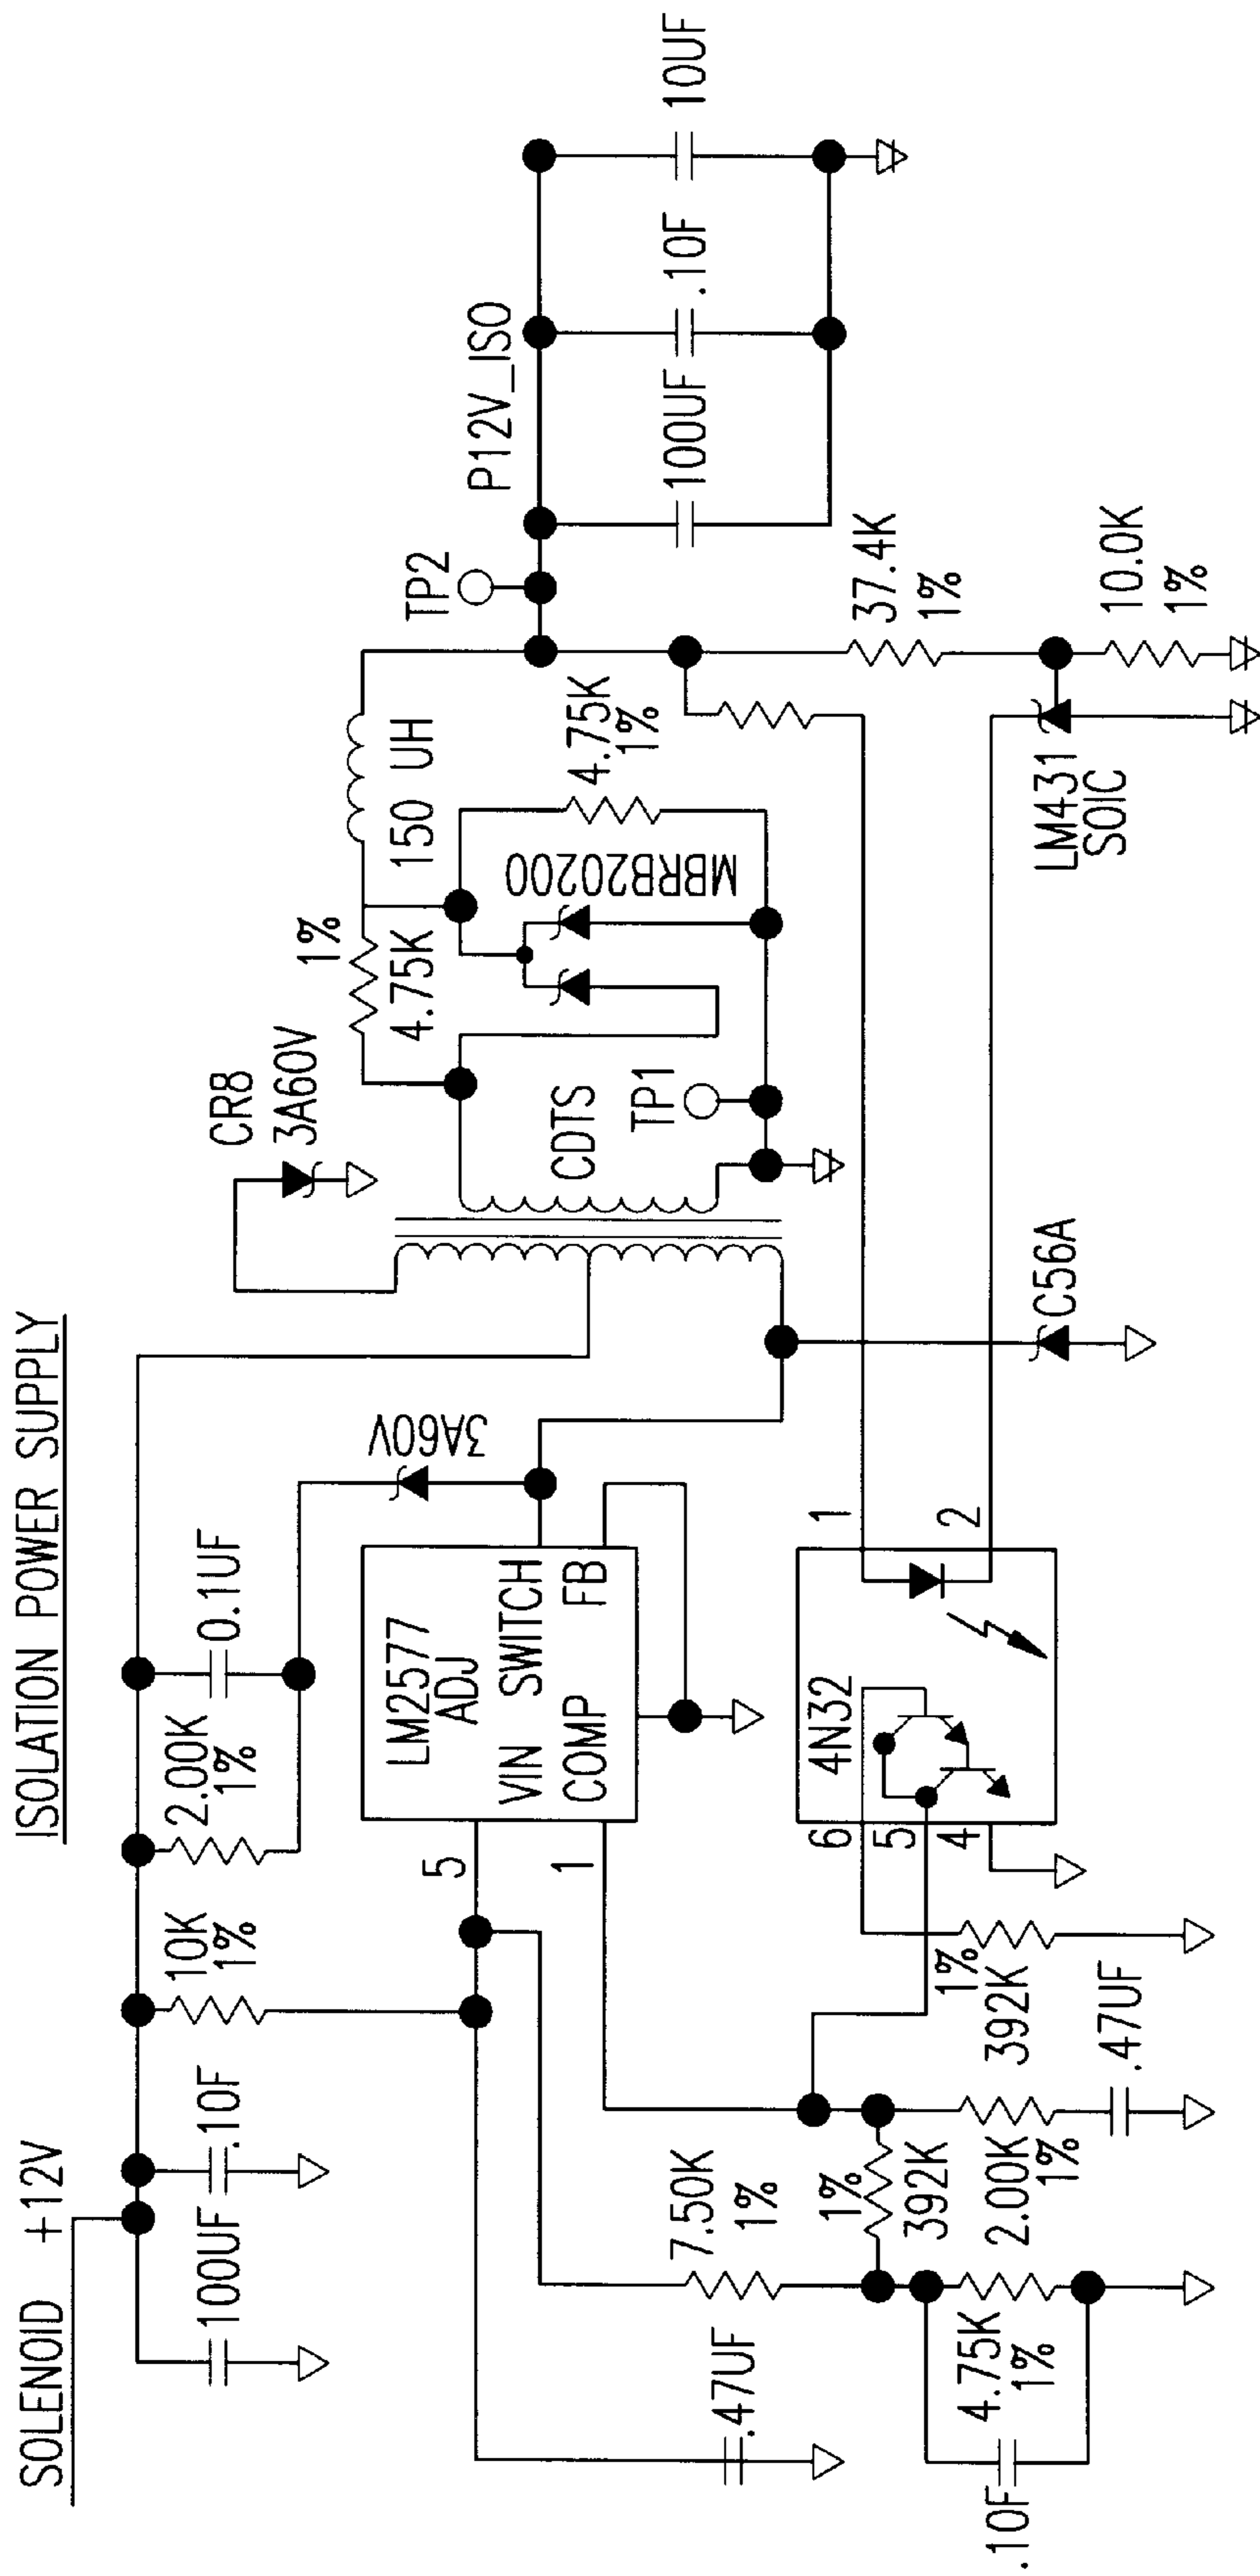 ISOLATION POWER SUPPLY
SOLENOID +12V
100UF
.10F
10K
1%
2.00K
1%
0.1UF
3A60V
CR8
3A60V
1%
4.75K
150 UH
TP2
P12V_ISO
LM2577
ADJ
VIN SWITCH
COMP FB
5
1
CDTS
TP1
MBRB20200
4.75K
1%
100UF
.10F
10UF
.47UF
7.50K
1%
1%
392K
4.75K
1%
.10F
2.00K
1%
1%
392K
.47UF
4N32
6
5
4
1
2
C56A
37.4K
1%
LM431
SOIC
10.0K
1%